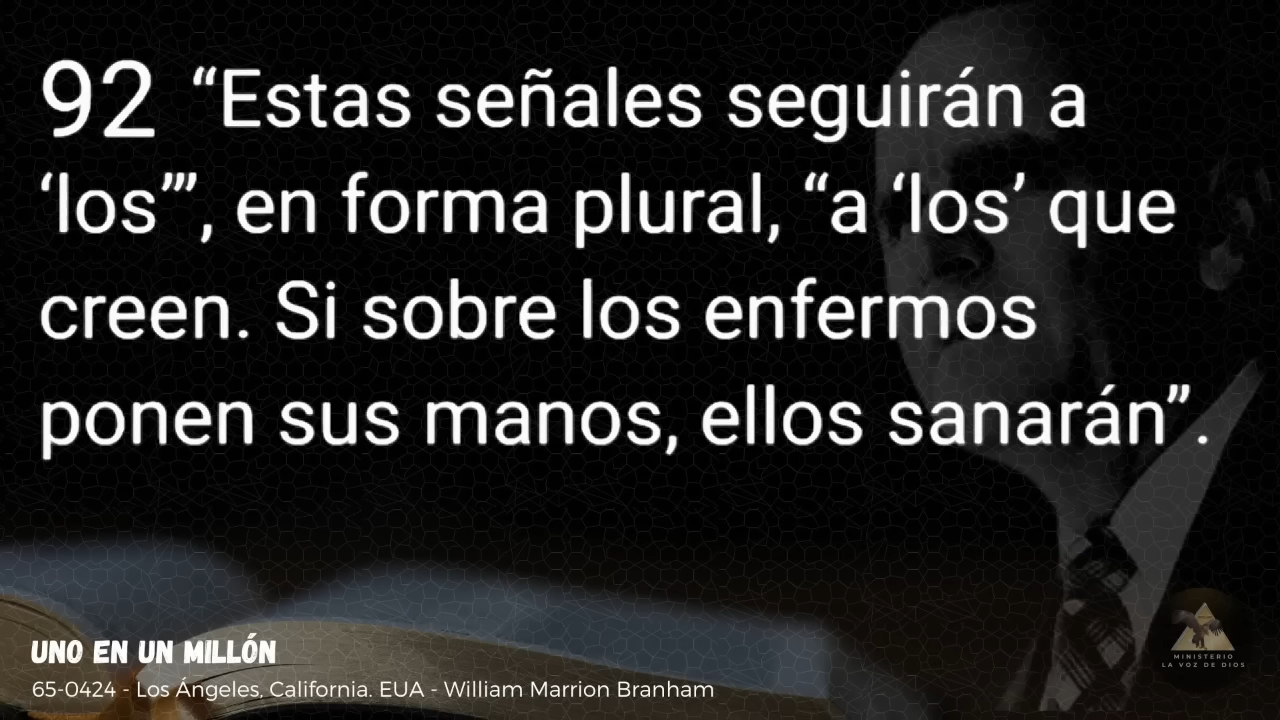 92 “Estas señales seguirán a
‘los’”, en forma plural, “a ‘los’ que
creen. Si sobre los enfermos
ponen sus manos, ellos sanarán”.
UNO EN UN MILLÓN
65-0424 - Los Ángeles, California. EUA - William Marrion Branham
MINISTERIO
LA VOZ DE DIOS